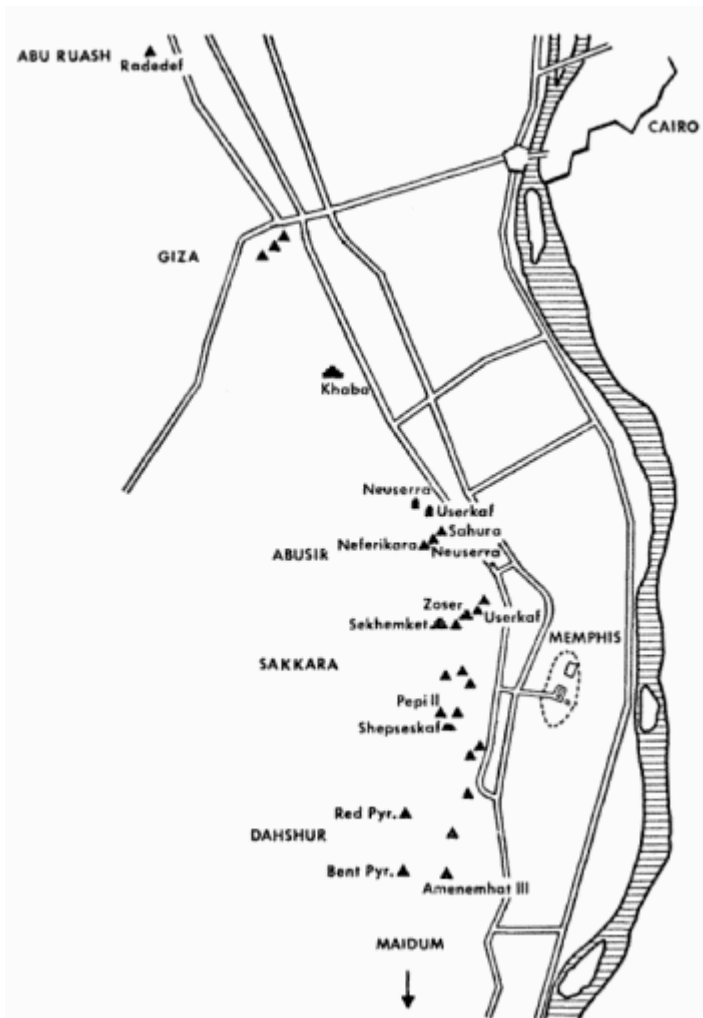 ABU RUASH
Radedef
CAIRO
GIZA
Khaba
Neuserra
Userkaf
Sahura
Neferikara
Neuserra
ABUSIR
Zoser
Userkaf
Sekhemket
MEMPHIS
SAKKARA
Pepi II
Shepseskaf
Red Pyr.
DAHSHUR
Bent Pyr.
Amenemhat III
MAIDUM